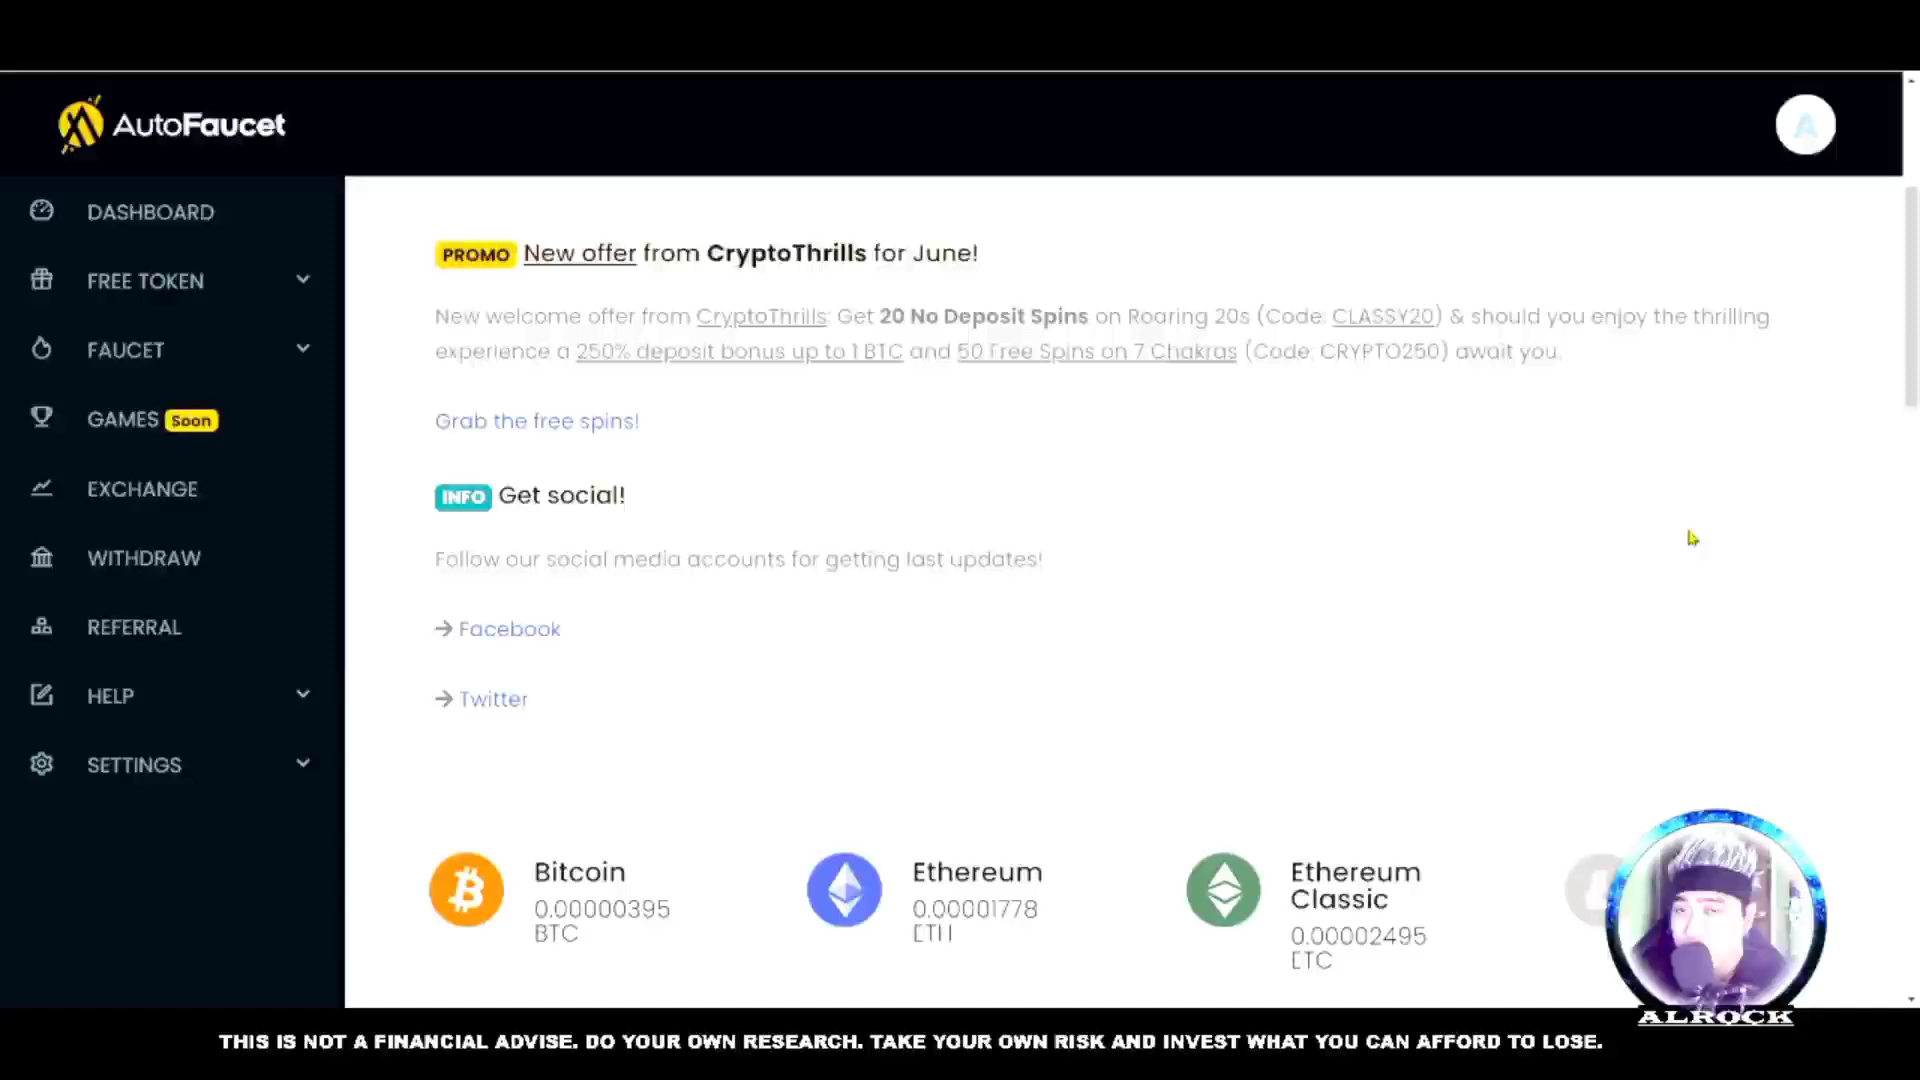 AutoFaucet
DASHBOARD
FREE TOKEN
FAUCET
GAMES Soon
EXCHANGE
WITHDRAW
REFERRAL
HELP
SETTINGS
PROMO New offer from CryptoThrills for June!
New welcome offer from CryptoThrills: Get 20 No Deposit Spins on Roaring 20s (Code: CLASSY20) & should you enjoy the thrilling
experience a 250% deposit bonus up to 1 BTC and 50 Free Spins on 7 Chakras (Code: CRYPTO250) await you.
Grab the free spins!
INFO Get social!
Follow our social media accounts for getting last updates!
→ Facebook
→ Twitter
Bitcoin
0.00000395
BTC
Ethereum
0.00001778
ETH
Ethereum
Classic
0.00002495
ETC
ALROCK
THIS IS NOT A FINANCIAL ADVISE. DO YOUR OWN RESEARCH. TAKE YOUR OWN RISK AND INVEST WHAT YOU CAN AFFORD TO LOSE.